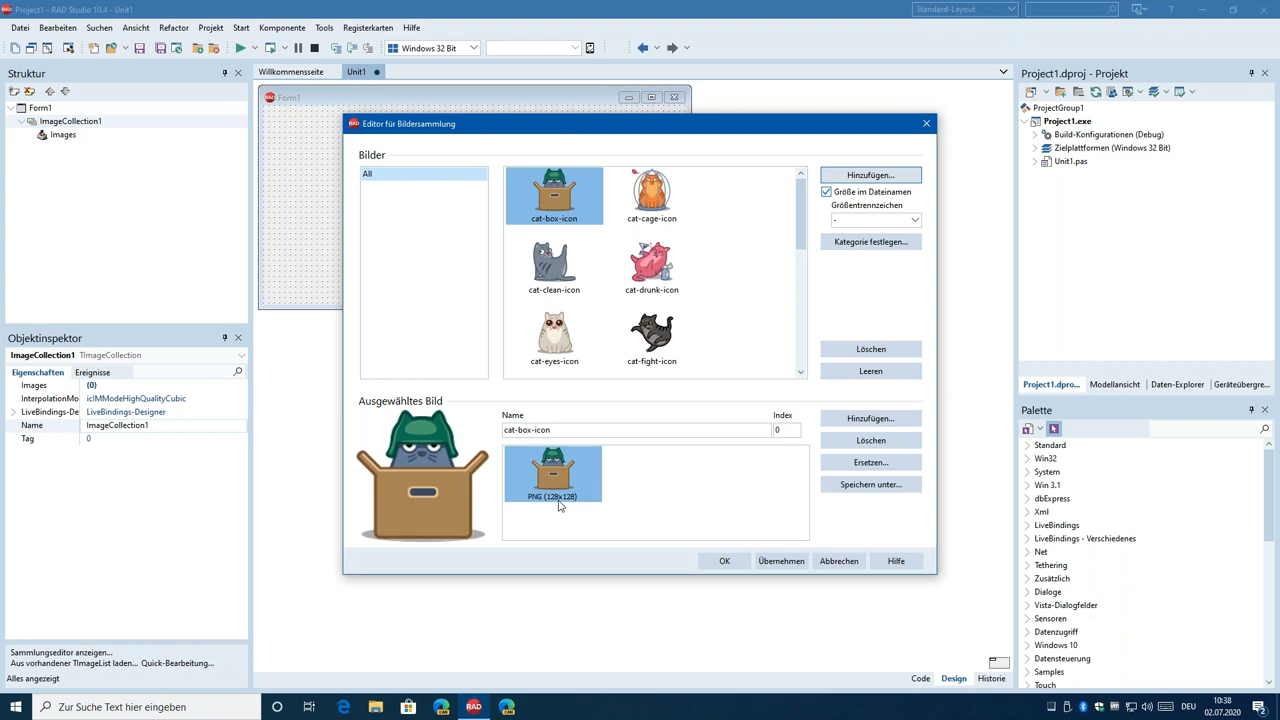 Project1 - RAD Studio 10.4 - Unit1
Standard-Layout
Datei Bearbeiten Suchen Ansicht Refactor Projekt Start Komponente Tools Registerkarten Hilfe
Windows 32 Bit
Struktur
Form1
ImageCollection1
Images
Willkommensseite
Unit1
Form1
Editor für Bildersammlung
Bilder
All
cat-box-icon
cat-cage-icon
cat-clean-icon
cat-drunk-icon
cat-eyes-icon
cat-fight-icon
Hinzufügen...
Größe im Dateinamen
Größentrennzeichen
-
Kategorie festlegen...
Löschen
Leeren
Ausgewähltes Bild
Name
Index
cat-box-icon
0
PNG (128x128)
Hinzufügen...
Löschen
Ersetzen...
Speichern unter...
OK
Übernehmen
Abbrechen
Hilfe
Objektinspektor
ImageCollection1 TImageCollection
Eigenschaften
Ereignisse
Images (0)
InterpolationMo icIMModeHighQualityCubic
LiveBindings-De LiveBindings-Designer
Name ImageCollection1
Tag 0
Sammlungseditor anzeigen...
Aus vorhandener TImageList laden... Quick-Bearbeitung...
Alles angezeigt
Code
Design
Historie
Project1.dproj - Projekt
ProjectGroup1
Project1.exe
Build-Konfigurationen (Debug)
Zielplattformen (Windows 32 Bit)
Unit1.pas
Project1.dpro...
Modellansicht
Daten-Explorer
Geräteübergre...
Palette
Standard
Win32
System
Win 3.1
dbExpress
Xml
LiveBindings
LiveBindings - Verschiedenes
Net
Tethering
Zusätzlich
Dialoge
Vista-Dialogfelder
Sensoren
Datenzugriff
Windows 10
Datensteuerung
Samples
Touch
Zur Suche Text hier eingeben
DEU
10:38
02.07.2020
2